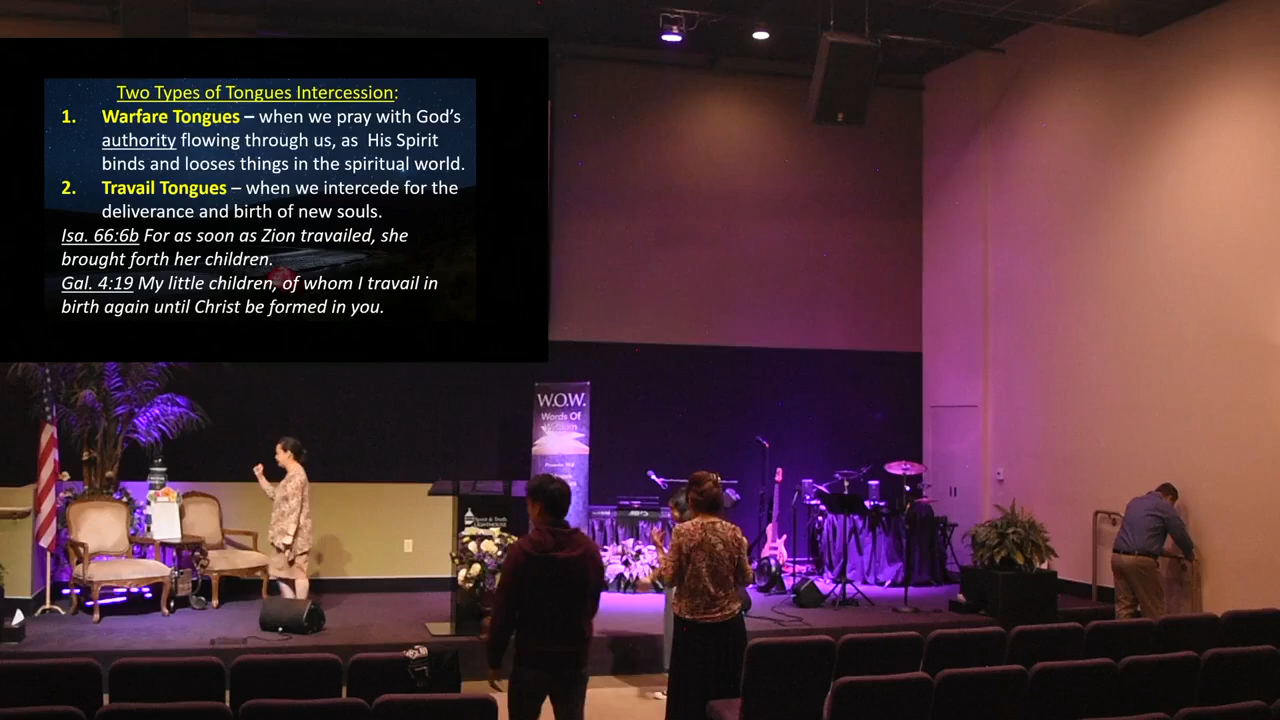 Two Types of Tongues Intercession:
1. Warfare Tongues – when we pray with God's
authority flowing through us, as His Spirit
binds and looses things in the spiritual world.
2. Travail Tongues – when we intercede for the
deliverance and birth of new souls.
Isa. 66:6b For as soon as Zion travailed, she
brought forth her children.
Gal. 4:19 My little children, of whom I travail in
birth again until Christ be formed in you.
W.O.W.
Words Of
Wisdom
Spirit & Truth
LIGHTHOUSE